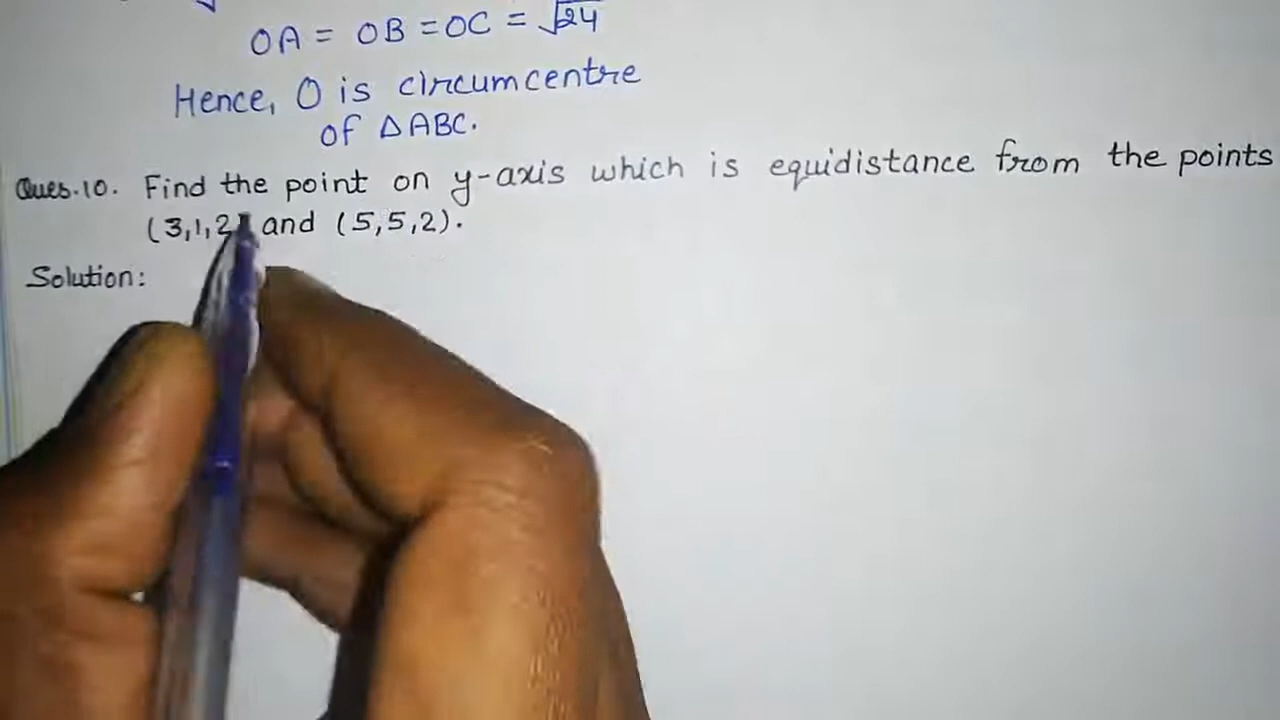 OA = OB = OC = √24
Hence, O is circumcentre
of △ABC.
Ques.10. Find the point on y-axis which is equidistance from the points
(3,1,2) and (5,5,2).
Solution: